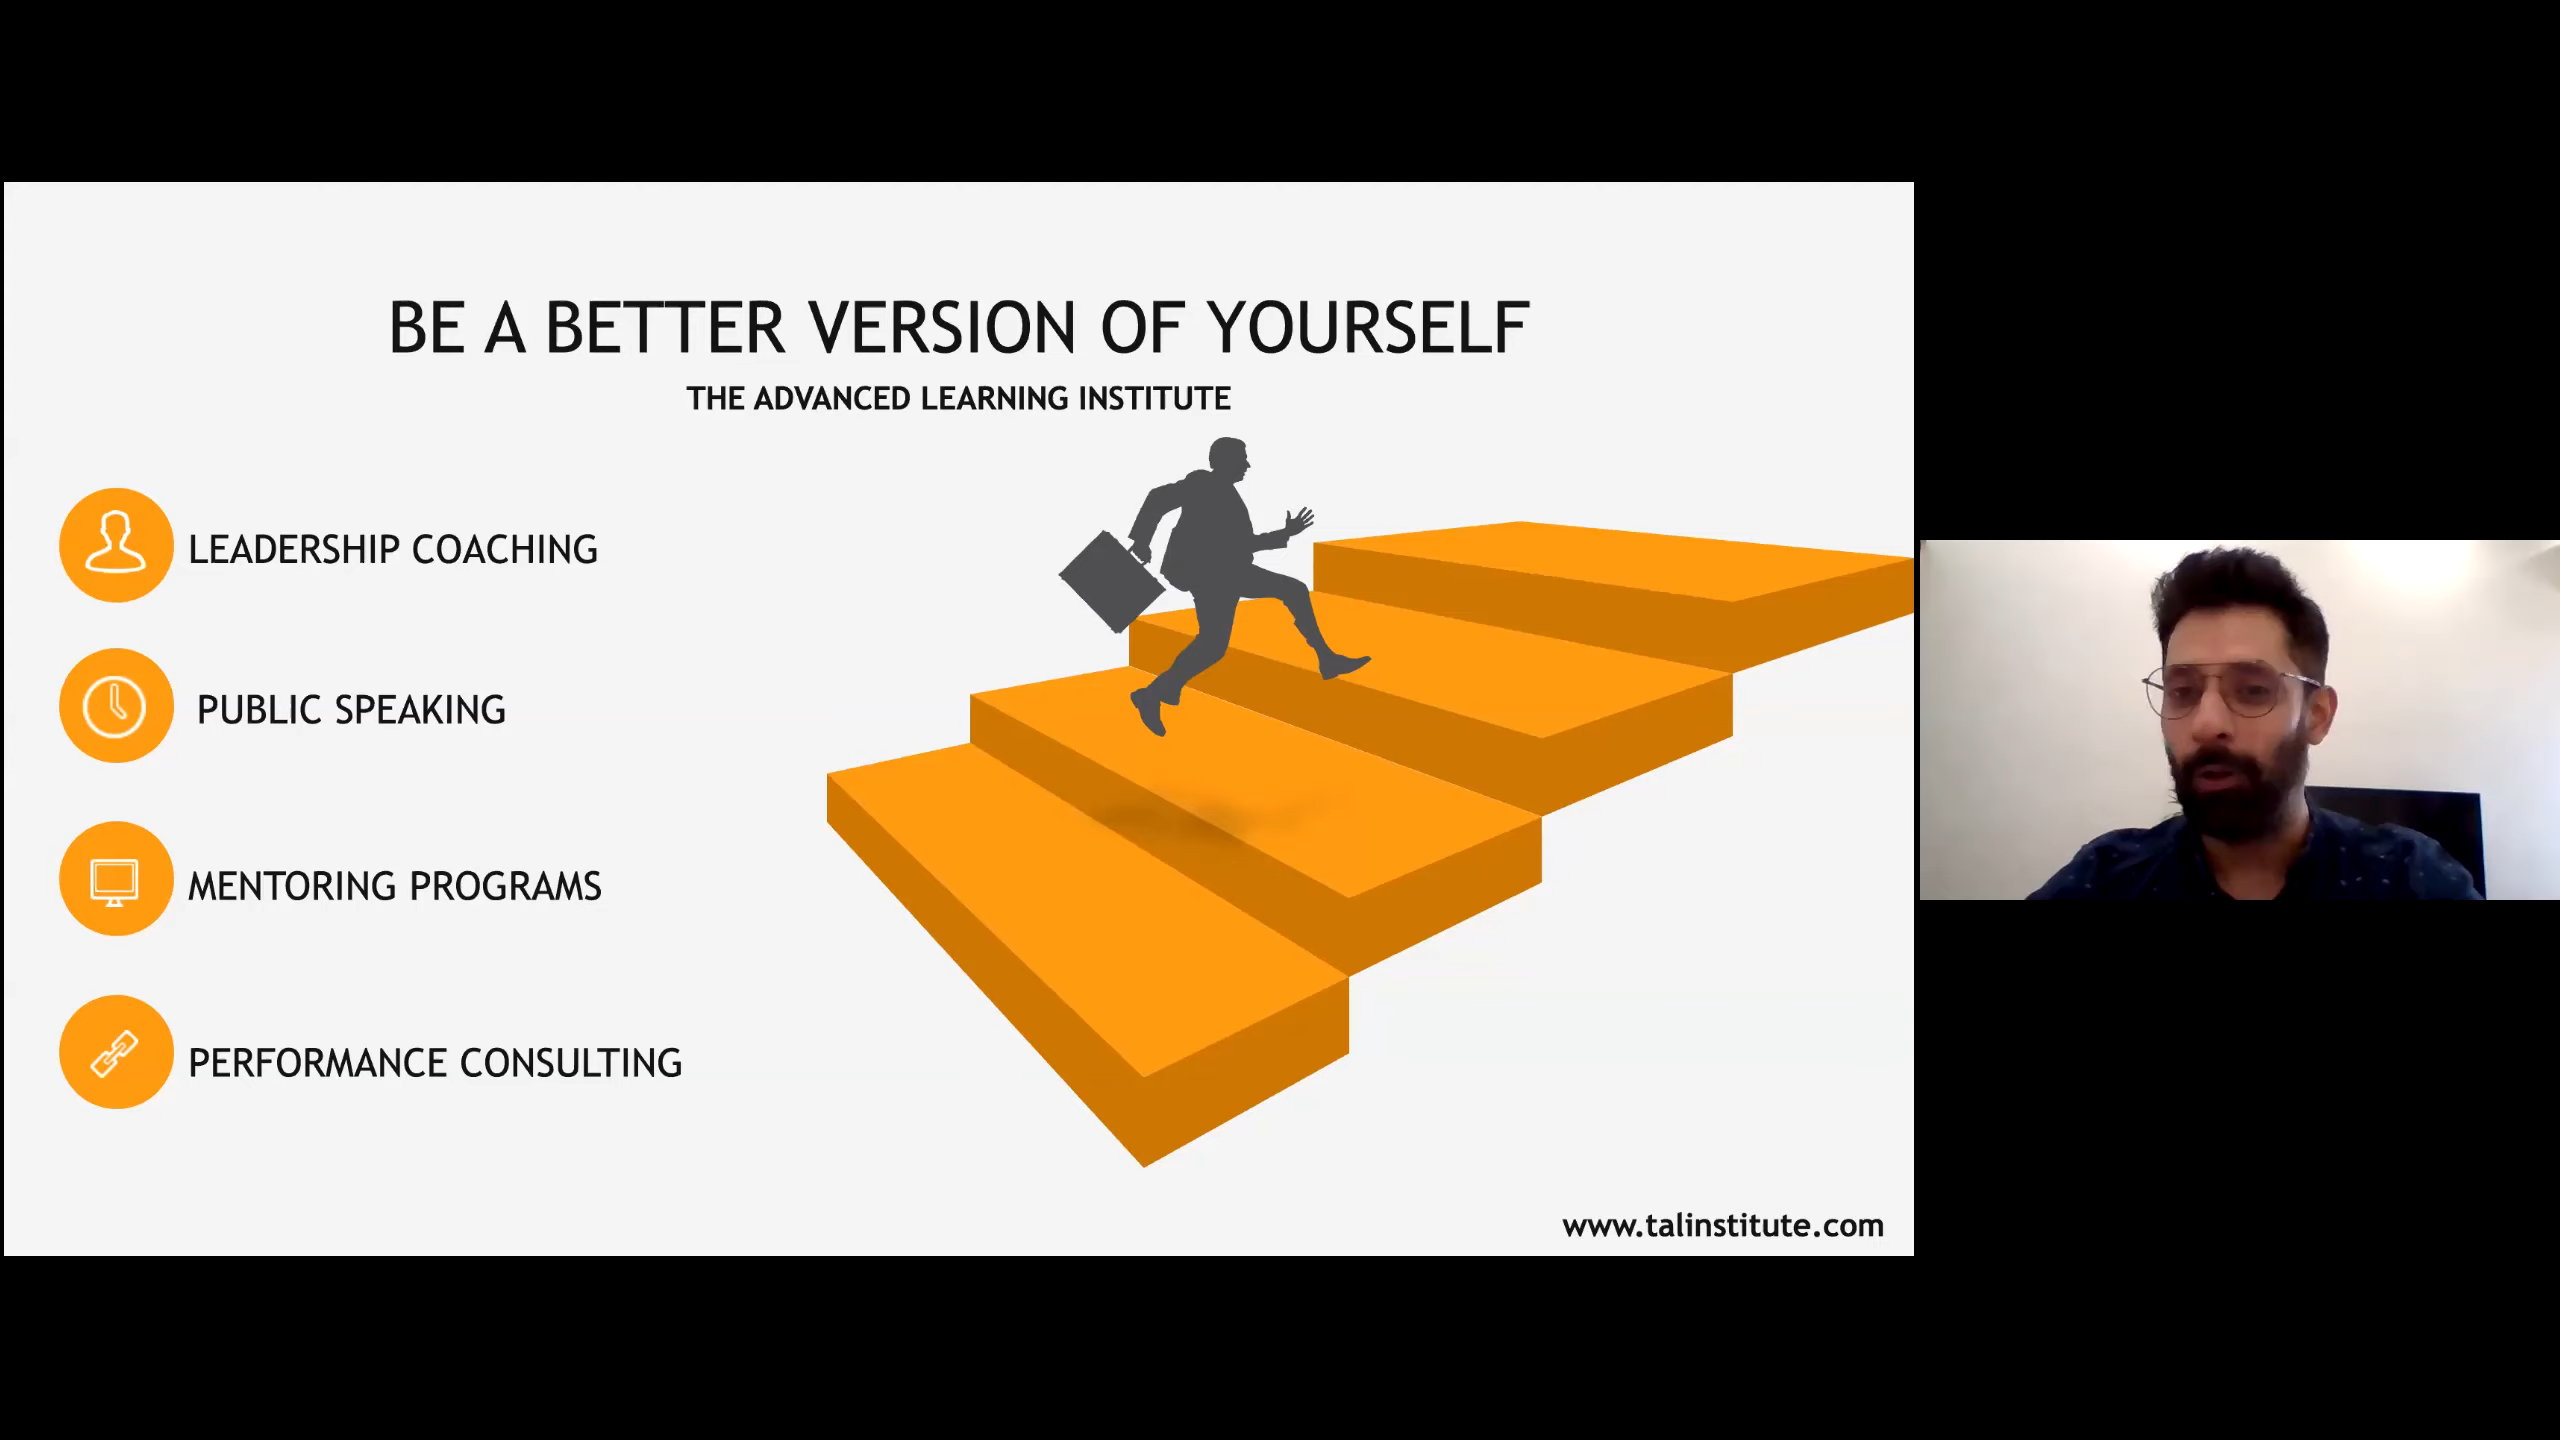 BE A BETTER VERSION OF YOURSELF
THE ADVANCED LEARNING INSTITUTE
LEADERSHIP COACHING
PUBLIC SPEAKING
MENTORING PROGRAMS
PERFORMANCE CONSULTING
www.talinstitute.com